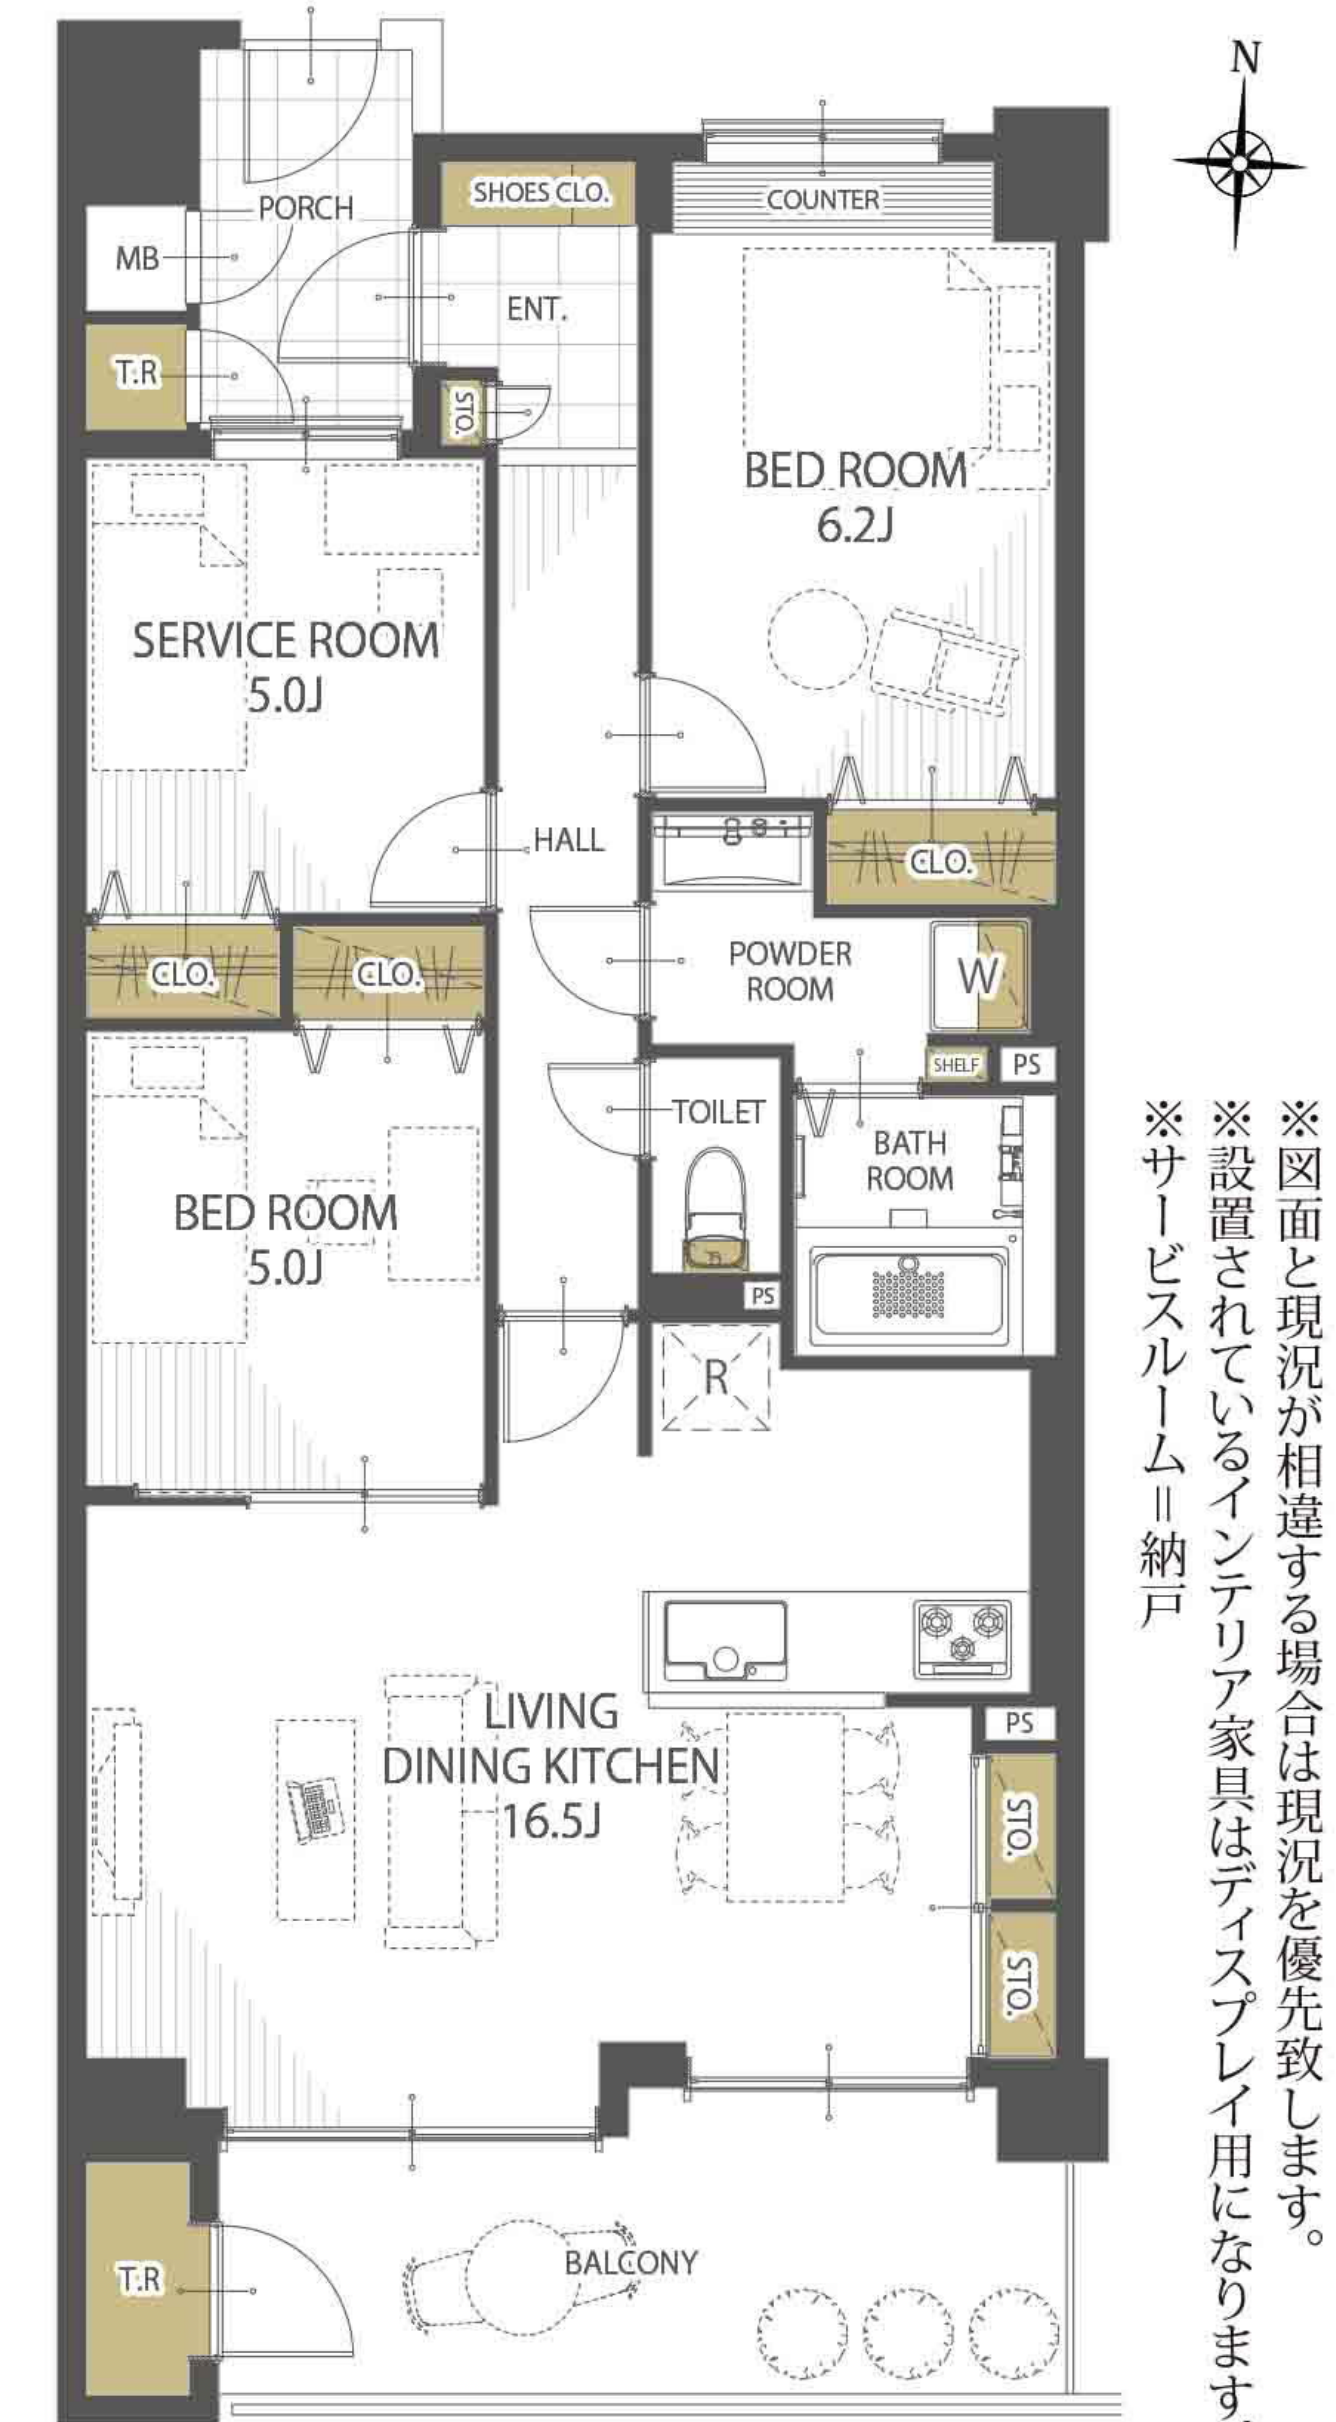 N
SHOES CLO.
COUNTER
PORCH
MB
ENT.
T.R
STO.
BED ROOM
6.2J
SERVICE ROOM
5.0J
HALL
CLO.
POWDER
ROOM
W
CLO.
CLO.
SHELF
PS
TOILET
BATH
ROOM
BED ROOM
5.0J
PS
R
LIVING
DINING KITCHEN
16.5J
PS
STO.
STO.
BALCONY
T.R
※図面と現況が相違する場合は現況を優先致します。
※設置されているインテリア家具はディスプレイ用になります。
※サービスルーム＝納戸